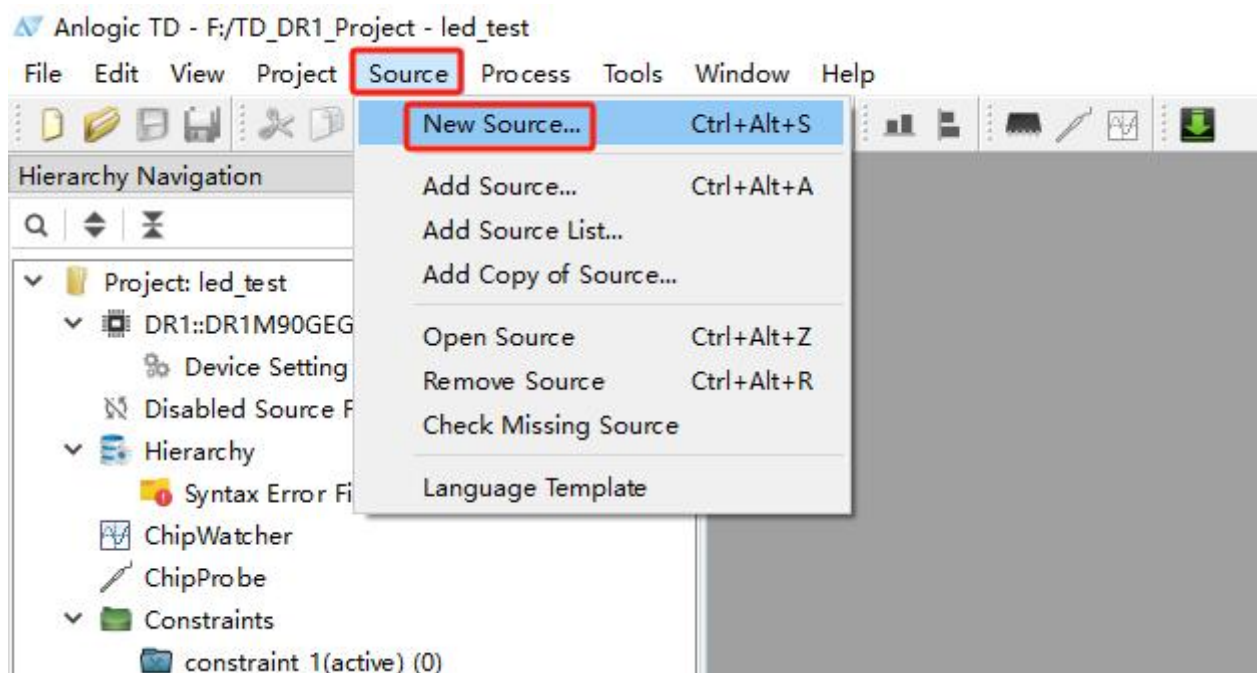 Anlogic TD - F:/TD_DR1_Project - led_test
File Edit View Project Source Process Tools Window Help
New Source... Ctrl+Alt+S
Hierarchy Navigation
Add Source... Ctrl+Alt+A
Add Source List...
Add Copy of Source...
Project: led_test
DR1::DR1M90GEG
Open Source Ctrl+Alt+Z
Device Setting
Remove Source Ctrl+Alt+R
Disabled Source F
Check Missing Source
Hierarchy
Language Template
Syntax Error Fi
ChipWatcher
ChipProbe
Constraints
constraint_1(active) (0)